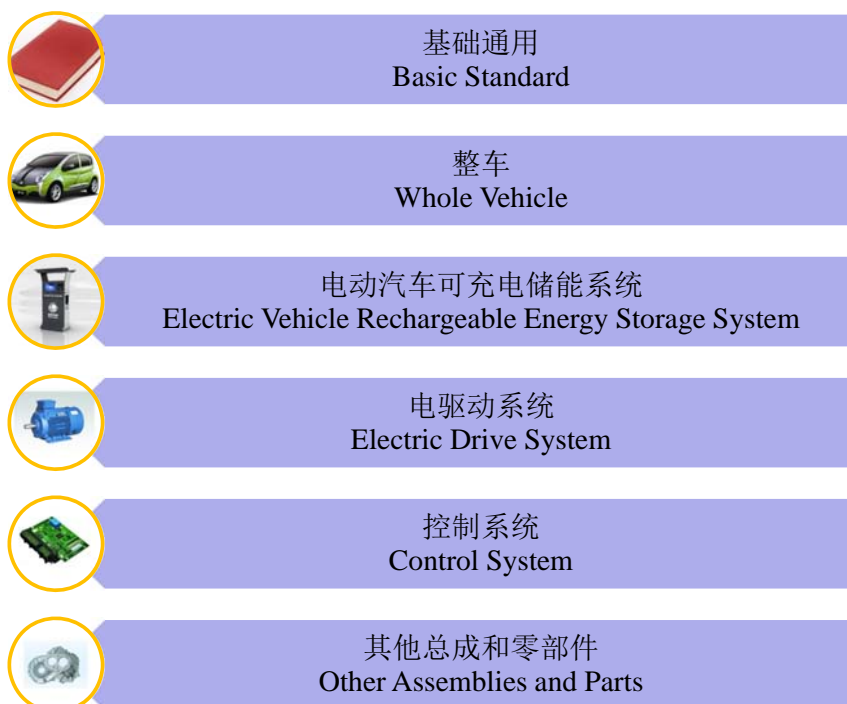 基础通用
Basic Standard
整车
Whole Vehicle
电动汽车可充电储能系统
Electric Vehicle Rechargeable Energy Storage System
电驱动系统
Electric Drive System
控制系统
Control System
其他总成和零部件
Other Assemblies and Parts